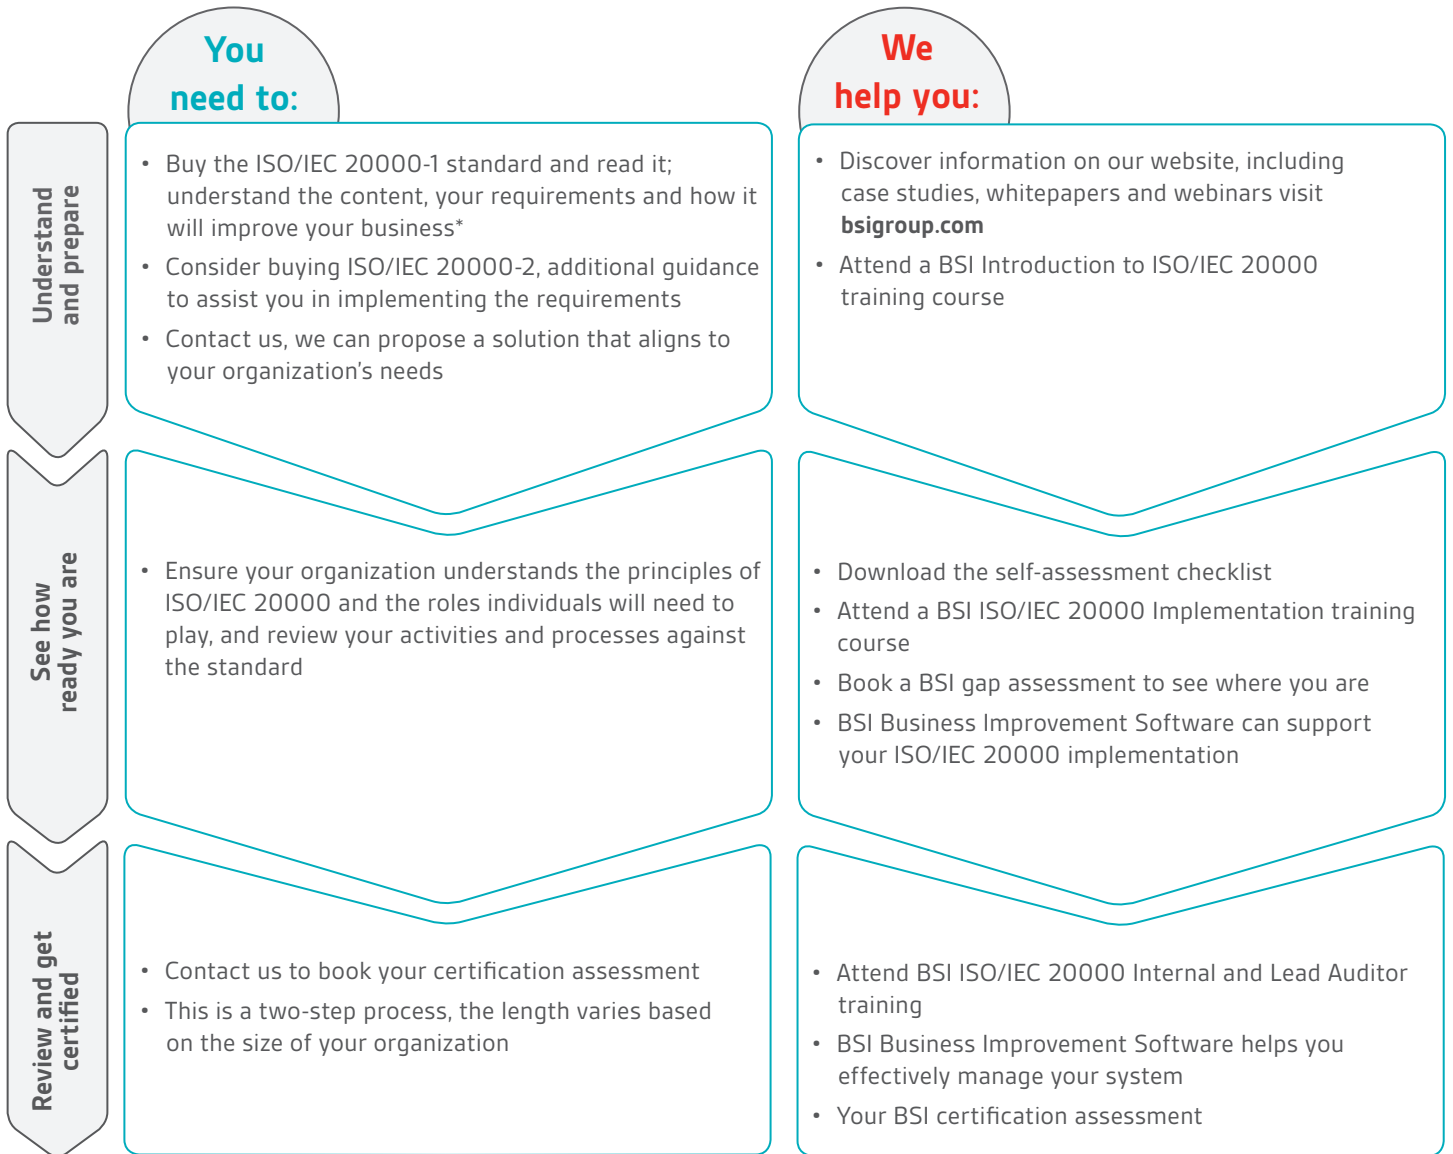 You
need to:
We
help you:
Understand
and prepare
• Buy the ISO/IEC 20000-1 standard and read it;
understand the content, your requirements and how it
will improve your business*
• Consider buying ISO/IEC 20000-2, additional guidance
to assist you in implementing the requirements
• Contact us, we can propose a solution that aligns to
your organization's needs
• Discover information on our website, including
case studies, whitepapers and webinars visit
bsigroup.com
• Attend a BSI Introduction to ISO/IEC 20000
training course
See how
ready you are
• Ensure your organization understands the principles of
ISO/IEC 20000 and the roles individuals will need to
play, and review your activities and processes against
the standard
• Download the self-assessment checklist
• Attend a BSI ISO/IEC 20000 Implementation training
course
• Book a BSI gap assessment to see where you are
• BSI Business Improvement Software can support
your ISO/IEC 20000 implementation
Review and get
certified
• Contact us to book your certification assessment
• This is a two-step process, the length varies based
on the size of your organization
• Attend BSI ISO/IEC 20000 Internal and Lead Auditor
training
• BSI Business Improvement Software helps you
effectively manage your system
• Your BSI certification assessment